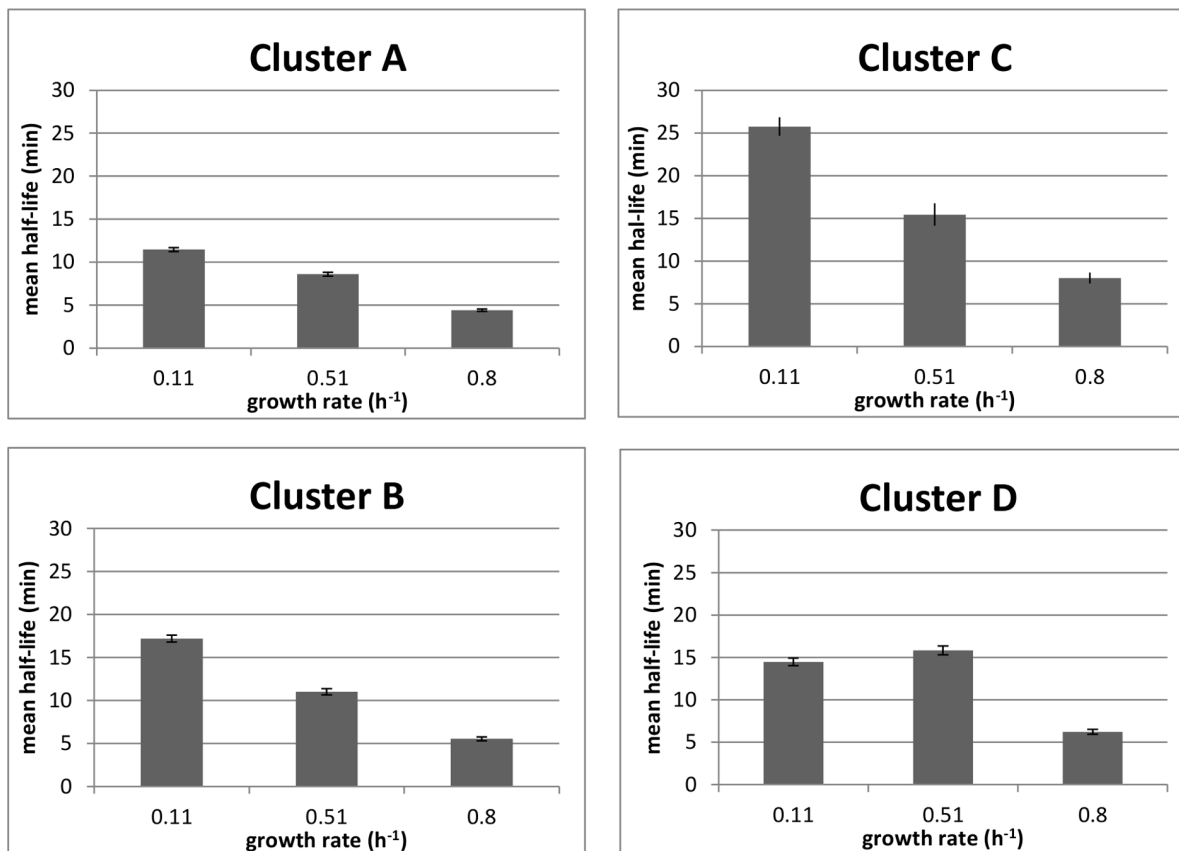 Cluster A
mean half-life (min)
30
25
20
15
10
5
0
0.11 0.51 0.8
growth rate (h⁻¹)
Cluster C
mean hal-life (min)
30
25
20
15
10
5
0
0.11 0.51 0.8
growth rate (h⁻¹)
Cluster B
mean half-life (min)
30
25
20
15
10
5
0
0.11 0.51 0.8
growth rate (h⁻¹)
Cluster D
mean half-life (min)
30
25
20
15
10
5
0
0.11 0.51 0.8
growth rate (h⁻¹)